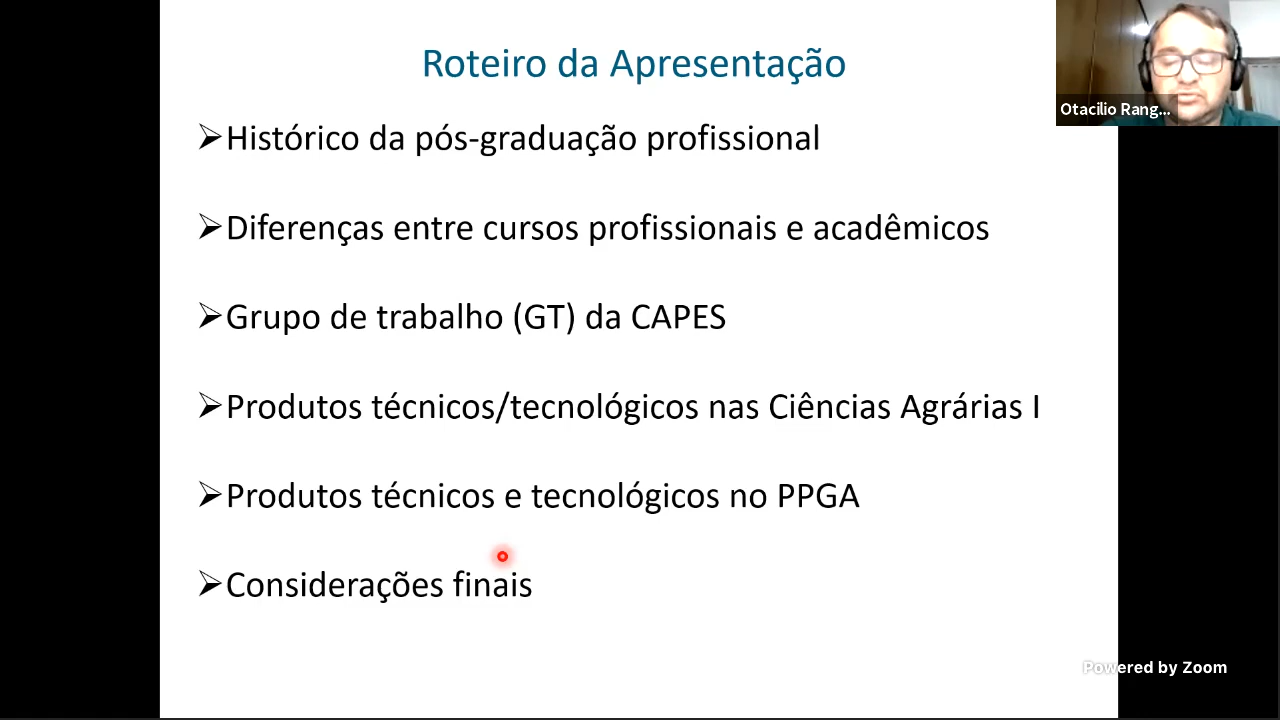 Roteiro da Apresentação
Otacilio Rang...
➢Histórico da pós-graduação profissional
➢Diferenças entre cursos profissionais e acadêmicos
➢Grupo de trabalho (GT) da CAPES
➢Produtos técnicos/tecnológicos nas Ciências Agrárias I
➢Produtos técnicos e tecnológicos no PPGA
➢Considerações finais
Powered by Zoom